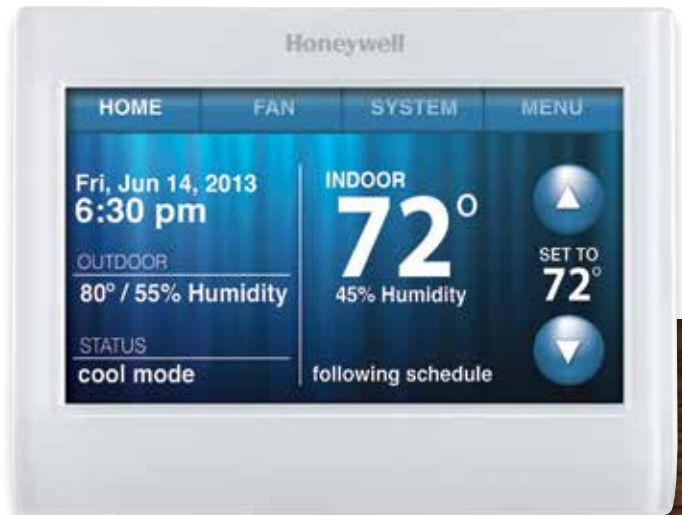 Honeywell
HOME FAN SYSTEM MENU
Fri, Jun 14, 2013
6:30 pm
OUTDOOR
80° / 55% Humidity
STATUS
cool mode
INDOOR
72°
45% Humidity
following schedule
SET TO
72°